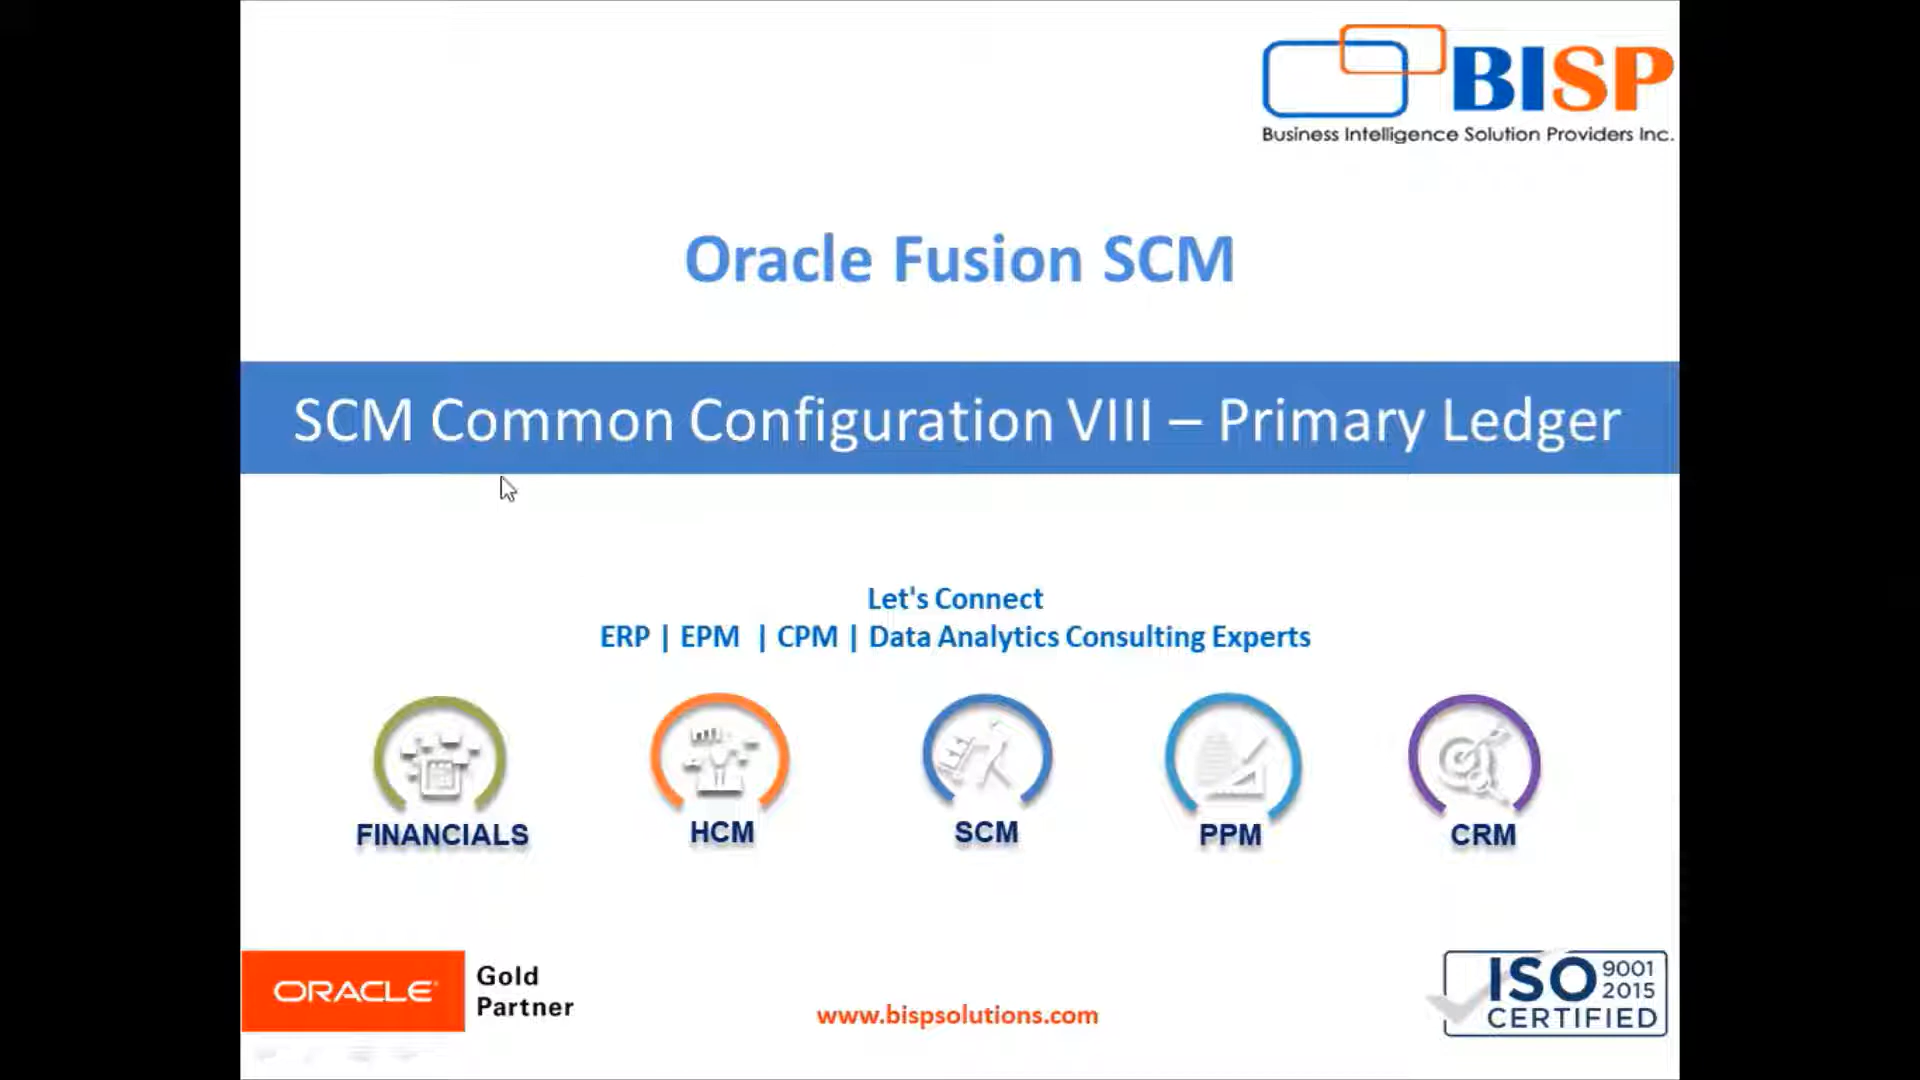 BISP
Business Intelligence Solution Providers Inc.
Oracle Fusion SCM
SCM Common Configuration VIII – Primary Ledger
Let's Connect
ERP | EPM | CPM | Data Analytics Consulting Experts
FINANCIALS
HCM
SCM
PPM
CRM
ORACLE
Gold
Partner
www.bispsolutions.com
ISO 9001
2015
CERTIFIED